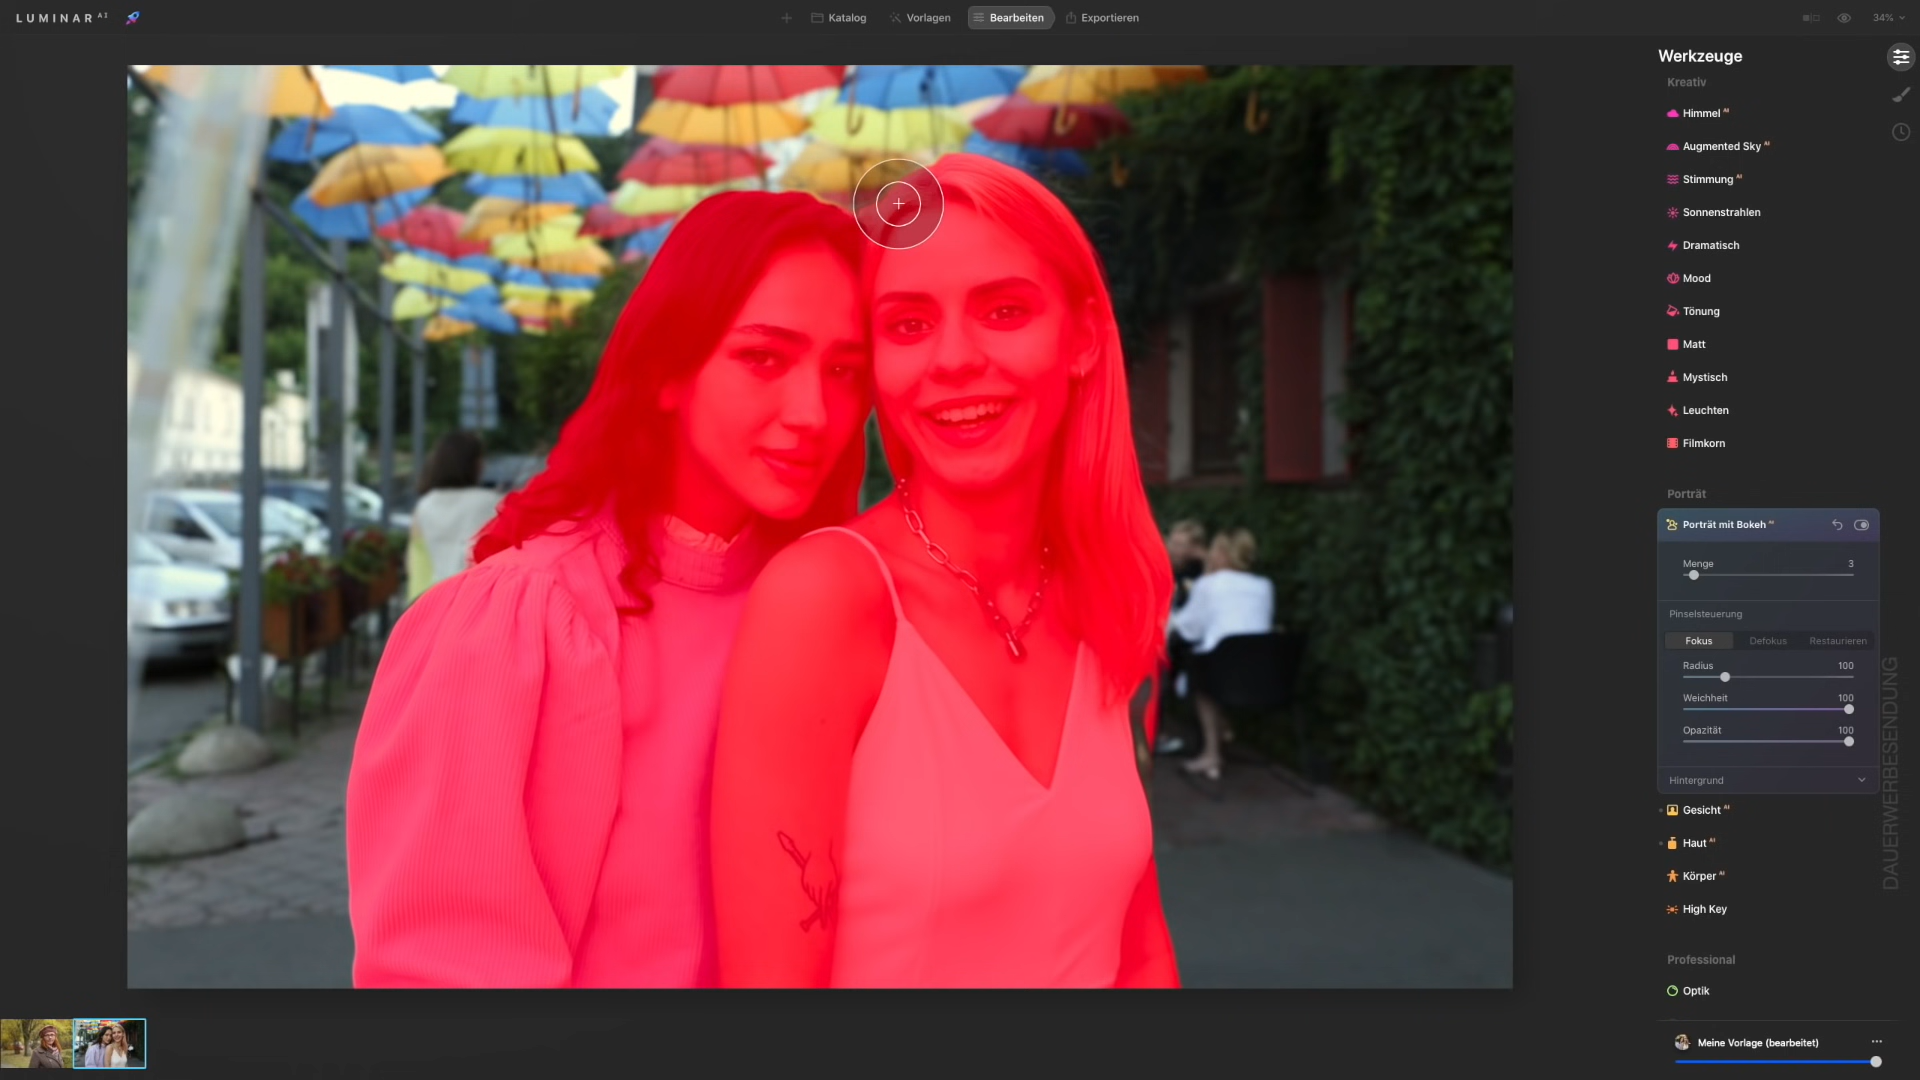 LUMINAR AI
Katalog
Vorlagen
Bearbeiten
Exportieren
34%
Werkzeuge
Kreativ
Himmel AI
Augmented Sky AI
Stimmung AI
Sonnenstrahlen
Dramatisch
Mood
Tönung
Matt
Mystisch
Leuchten
Filmkorn
Porträt
Porträt mit Bokeh AI
Menge 3
Pinselsteuerung
Fokus Defokus Restaurieren
Radius 100
Weichheit 100
Opazität 100
Hintergrund
Gesicht AI
Haut AI
Körper AI
High Key
Professional
Optik
Meine Vorlage (bearbeitet)
DAUERWERBESENDUNG